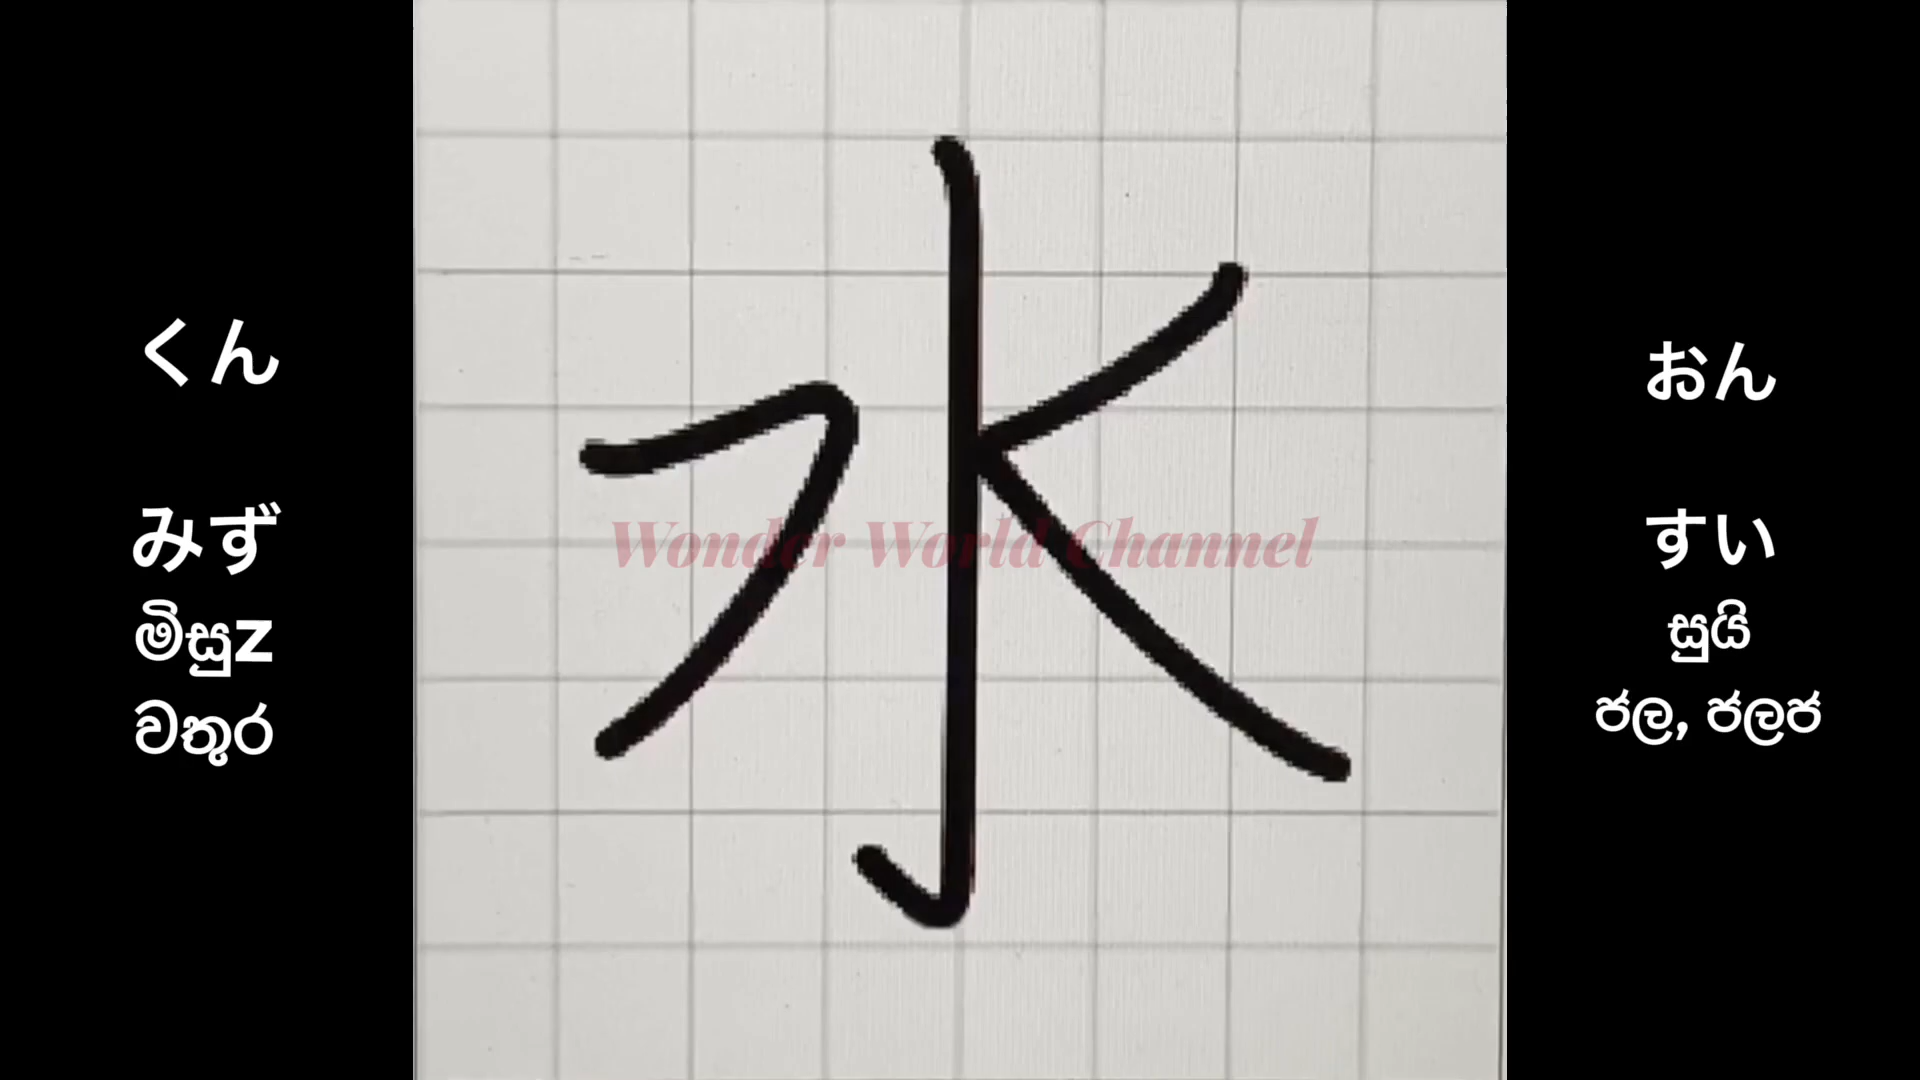 くん
みず
මිසුz
වතුර
水
Wonder World Channel
おん
すい
සුයි
ජල, ජලජ